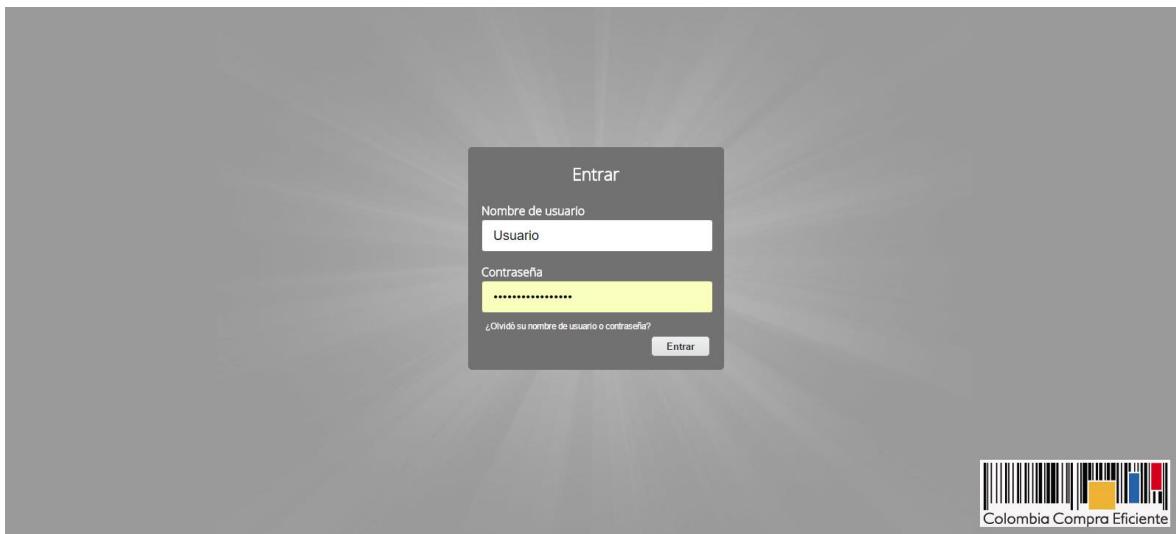 Entrar
Nombre de usuario
Usuario
Contraseña
•••••••••••••••••
¿Olvidó su nombre de usuario o contraseña?
Entrar
Colombia Compra Eficiente